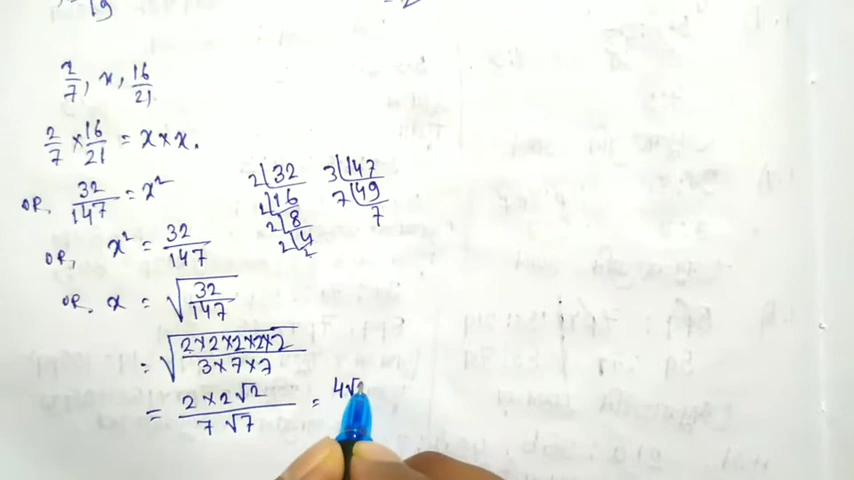 19
2/7, x, 16/21
2/7 × 16/21 = x × x.
OR, 32/147 = x²
OR, x² = 32/147
OR, x = √(32/147)
= √(2×2×2×2×2 / 3×7×7)
= 2×2√2 / 7√7 = 4√
2|32
2|16
2|8
2|4
2
3|147
7|49
7